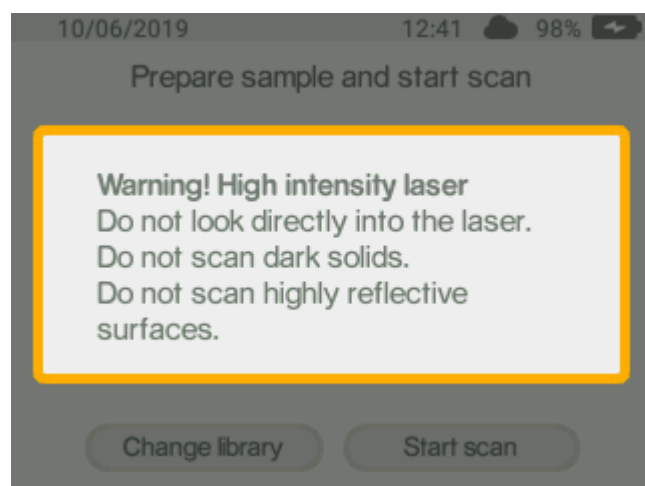 10/06/2019 12:41 98%
Prepare sample and start scan
Warning! High intensity laser
Do not look directly into the laser.
Do not scan dark solids.
Do not scan highly reflective
surfaces.
Change library Start scan